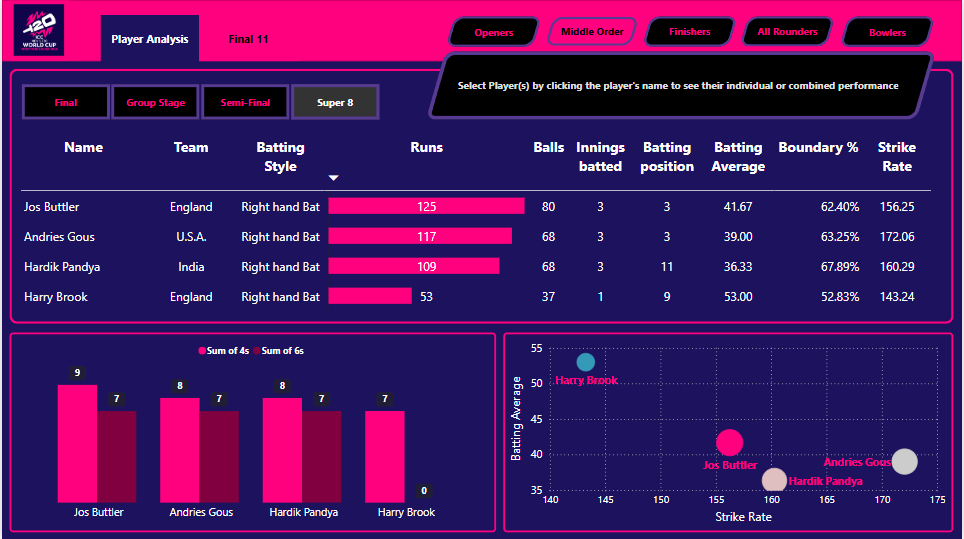 ICC
WORLD CUP
Player Analysis
Final 11
Openers
Middle Order
Finishers
All Rounders
Bowlers
Select Player(s) by clicking the player's name to see their individual or combined performance
Final
Group Stage
Semi-Final
Super 8
Name Team Batting Style Runs Balls Innings batted Batting position Batting Average Boundary % Strike Rate
Jos Buttler England Right hand Bat 125 80 3 3 41.67 62.40% 156.25
Andries Gous U.S.A. Right hand Bat 117 68 3 3 39.00 63.25% 172.06
Hardik Pandya India Right hand Bat 109 68 3 11 36.33 67.89% 160.29
Harry Brook England Right hand Bat 53 37 1 9 53.00 52.83% 143.24
Sum of 4s Sum of 6s
9 7 8 7 8 7 7 0
Jos Buttler Andries Gous Hardik Pandya Harry Brook
Batting Average
55
50
45
40
35
Harry Brook
Jos Buttler
Andries Gous
Hardik Pandya
140 145 150 155 160 165 170 175
Strike Rate